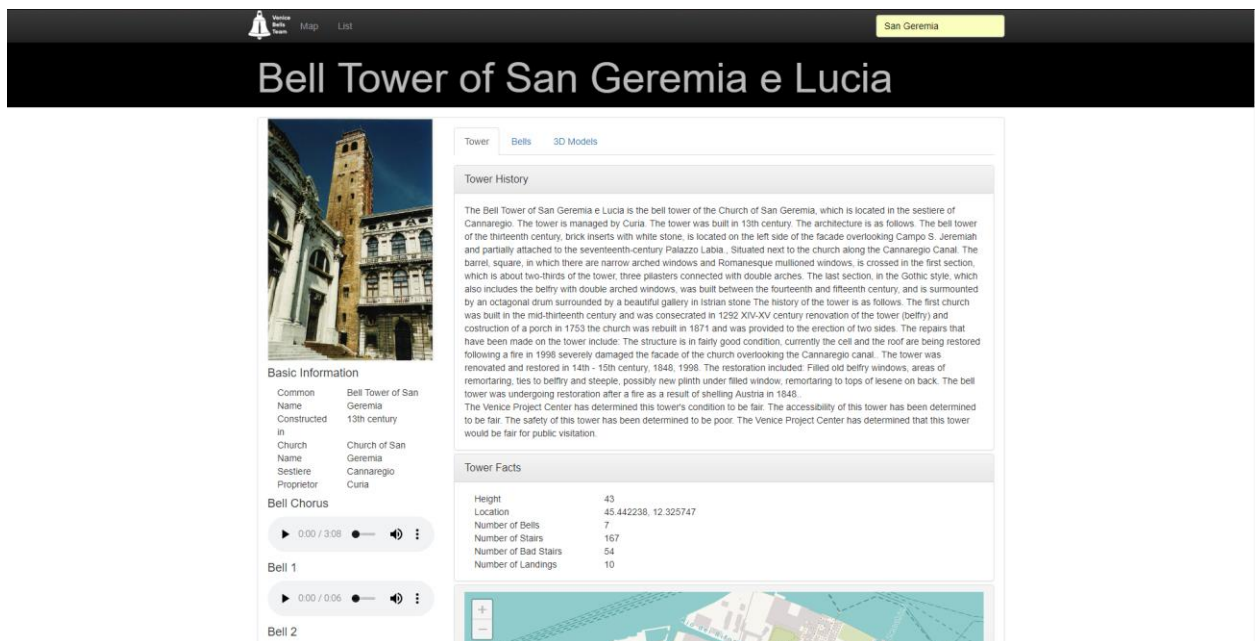 Venice
Bells
Team
Map
List
San Geremia
Bell Tower of San Geremia e Lucia
Basic Information
Common Name
Bell Tower of San Geremia
Constructed in
13th century
Church Name
Church of San Geremia
Sestiere
Cannaregio
Proprietor
Curia
Bell Chorus
0:00 / 3:08
Bell 1
0:00 / 0:06
Bell 2
Tower
Bells
3D Models
Tower History
The Bell Tower of San Geremia e Lucia is the bell tower of the Church of San Geremia, which is located in the sestiere of
Cannaregio. The tower is managed by Curia. The tower was built in 13th century. The architecture is as follows. The bell tower
of the thirteenth century, brick inserts with white stone, is located on the left side of the facade overlooking Campo S. Jeremiah
and partially attached to the seventeenth-century Palazzo Labia., Situated next to the church along the Cannaregio Canal. The
barrel, square, in which there are narrow arched windows and Romanesque mullioned windows, is crossed in the first section,
which is about two-thirds of the tower, three pilasters connected with double arches. The last section, in the Gothic style, which
also includes the belfry with double arched windows, was built between the fourteenth and fifteenth century, and is surmounted
by an octagonal drum surrounded by a beautiful gallery in Istrian stone The history of the tower is as follows. The first church
was built in the mid-thirteenth century and was consecrated in 1292 XIV-XV century renovation of the tower (belfry) and
costruction of a porch in 1753 the church was rebuilt in 1871 and was provided to the erection of two sides. The repairs that
have been made on the tower include: The structure is in fairly good condition, currently the cell and the roof are being restored
following a fire in 1998 severely damaged the facade of the church overlooking the Cannaregio canal.. The tower was
renovated and restored in 14th - 15th century, 1848, 1998. The restoration included: Filled old belfry windows, areas of
remortaring, ties to belfry and steeple, possibly new plinth under filled window, remortaring to tops of lesene on back. The bell
tower was undergoing restoration after a fire as a result of shelling Austria in 1848..
The Venice Project Center has determined this tower's condition to be fair. The accessibility of this tower has been determined
to be fair. The safety of this tower has been determined to be poor. The Venice Project Center has determined that this tower
would be fair for public visitation.
Tower Facts
Height 43
Location 45.442238, 12.325747
Number of Bells 7
Number of Stairs 167
Number of Bad Stairs 54
Number of Landings 10